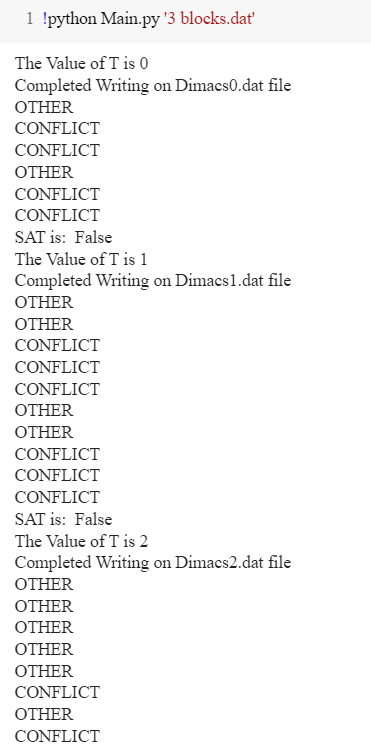 1 !python Main.py '3 blocks.dat'
The Value of T is 0
Completed Writing on Dimacs0.dat file
OTHER
CONFLICT
CONFLICT
OTHER
CONFLICT
CONFLICT
SAT is:  False
The Value of T is 1
Completed Writing on Dimacs1.dat file
OTHER
OTHER
CONFLICT
CONFLICT
CONFLICT
OTHER
OTHER
CONFLICT
CONFLICT
CONFLICT
SAT is:  False
The Value of T is 2
Completed Writing on Dimacs2.dat file
OTHER
OTHER
OTHER
OTHER
OTHER
CONFLICT
OTHER
CONFLICT